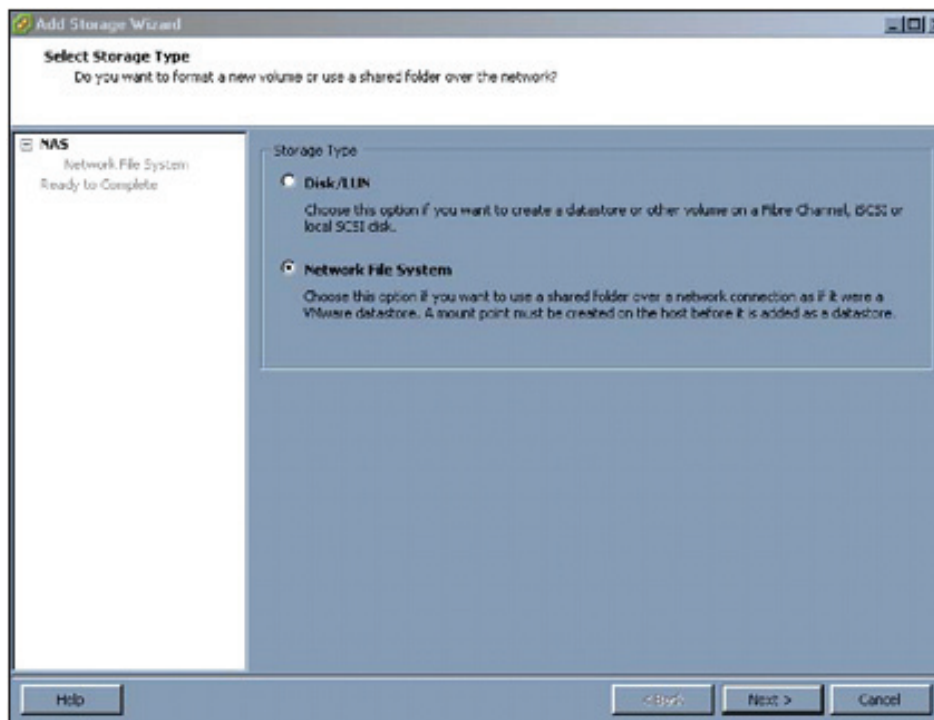 Add Storage Wizard
Select Storage Type
Do you want to format a new volume or use a shared folder over the network?
NAS
Network File System
Ready to Complete
Storage Type
Disk/LUN
Choose this option if you want to create a datastore or other volume on a Fibre Channel, iSCSI or
local SCSI disk.
Network File System
Choose this option if you want to use a shared folder over a network connection as if it were a
VMware datastore. A mount point must be created on the host before it is added as a datastore.
Help
< Back
Next >
Cancel